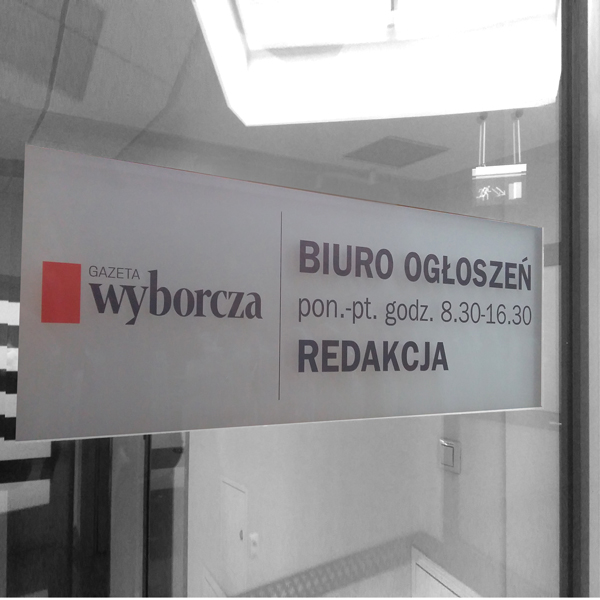 GAZETA
wyborcza
BIURO OGŁOSZEŃ
pon.-pt. godz. 8.30-16.30
REDAKCJA